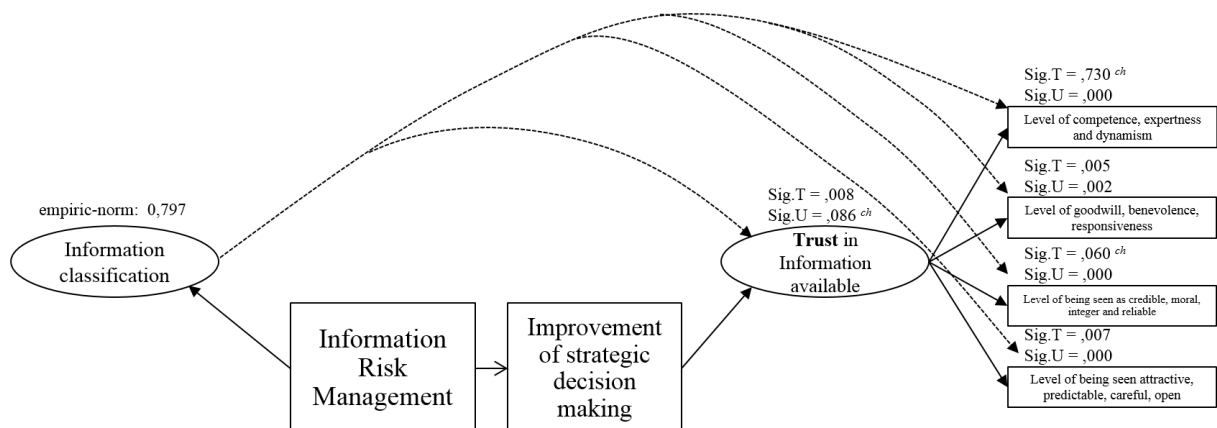 Sig.T = ,730 ch
Sig.U = ,000
Level of competence, expertness
and dynamism
Sig.T = ,005
Sig.U = ,002
Level of goodwill, benevolence,
responsiveness
Sig.T = ,060 ch
Sig.U = ,000
Level of being seen as credible, moral,
integer and reliable
Sig.T = ,007
Sig.U = ,000
Level of being seen attractive,
predictable, careful, open
Sig.T = ,008
Sig.U = ,086 ch
Trust in
Information
available
empiric-norm: 0,797
Information
classification
Information
Risk
Management
Improvement
of strategic
decision
making